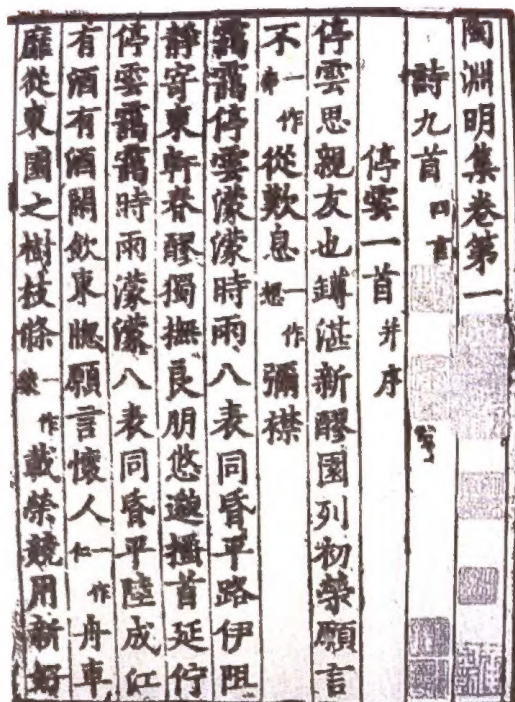 陶淵明集卷第一
詩九首 四言
停雲一首 并序
停雲思親友也罇湛新醪園列初榮願言
不一作從歎息一作彌襟
靄靄停雲濛濛時雨八表同昏平路伊阻
靜寄東軒春醪獨撫良朋悠邈搔首延佇
停雲靄靄時雨濛濛八表同昏平陸成江
有酒有酒閒飲東牕願言懷人一作仁舟車
靡從東園之樹枝條一作載榮競用新好